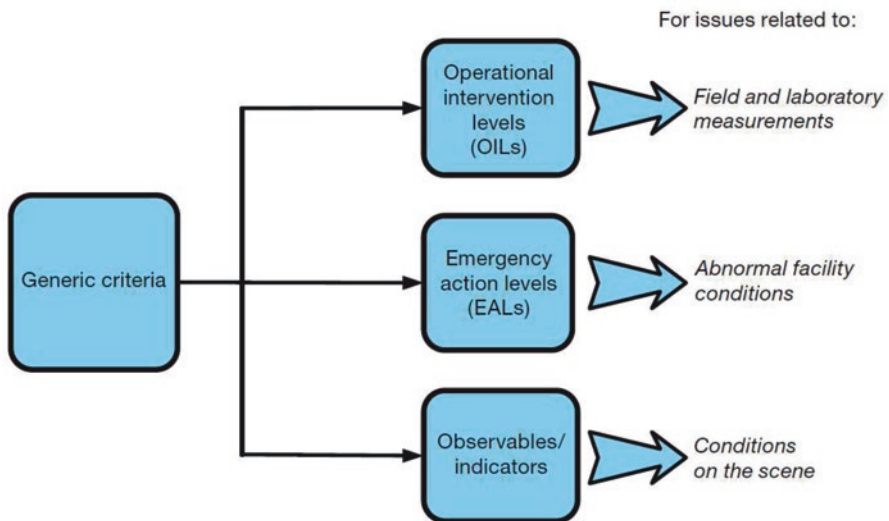 For issues related to:
Operational
intervention
levels
(OILs)
Field and laboratory
measurements
Generic criteria
Emergency
action levels
(EALs)
Abnormal facility
conditions
Observables/
indicators
Conditions
on the scene